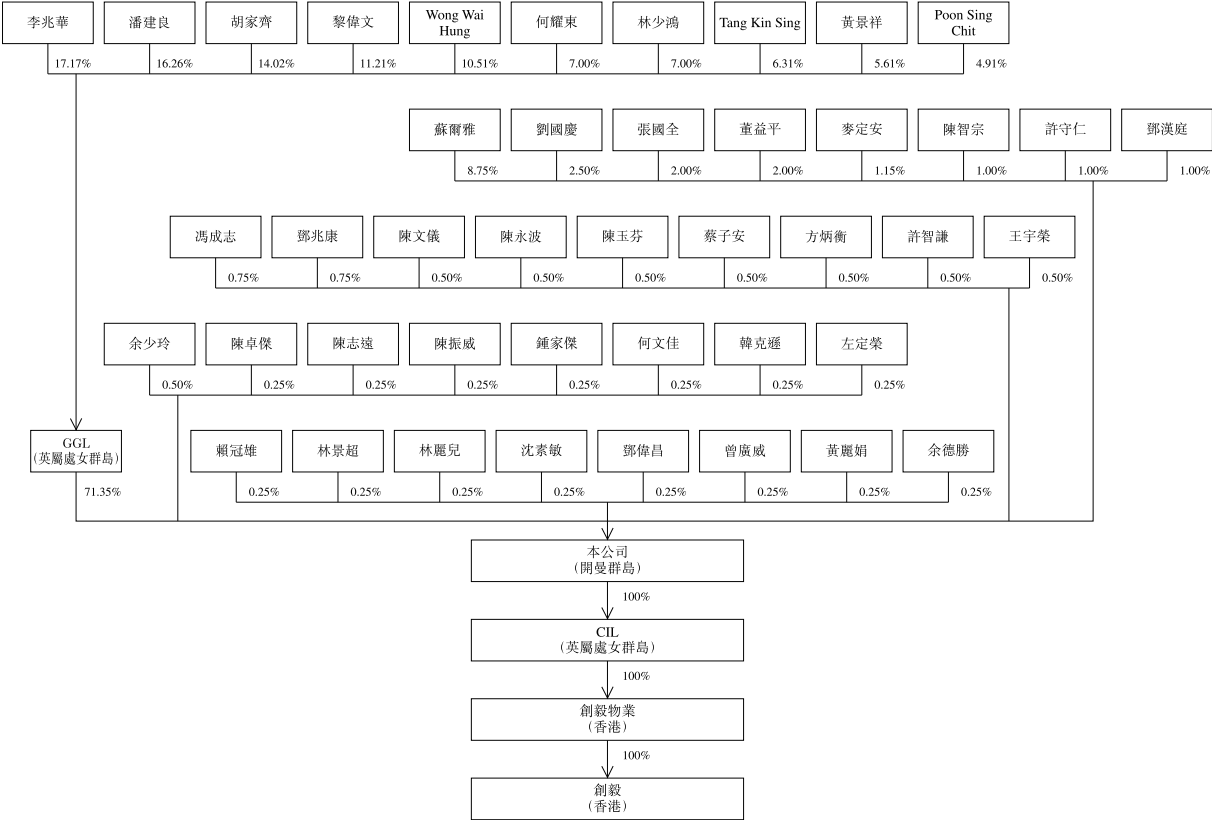 李兆華
潘建良
胡家齊
黎偉文
Wong Wai
Hung
何耀東
林少鴻
Tang Kin Sing
黃景祥
Poon Sing
Chit
17.17%
16.26%
14.02%
11.21%
10.51%
7.00%
7.00%
6.31%
5.61%
4.91%
蘇爾雅
劉國慶
張國全
董益平
麥定安
陳智宗
許守仁
鄧漢庭
8.75%
2.50%
2.00%
2.00%
1.15%
1.00%
1.00%
1.00%
馮成志
鄧兆康
陳文儀
陳永波
陳玉芬
蔡子安
方炳衡
許智謙
王宇榮
0.75%
0.75%
0.50%
0.50%
0.50%
0.50%
0.50%
0.50%
0.50%
余少玲
陳卓傑
陳志遠
陳振威
鍾家傑
何文佳
韓克遜
左定榮
0.50%
0.25%
0.25%
0.25%
0.25%
0.25%
0.25%
0.25%
GGL
(英屬處女群島)
71.35%
賴冠雄
林景超
林麗兒
沈素敏
鄧偉昌
曾廣威
黃麗娟
余德勝
0.25%
0.25%
0.25%
0.25%
0.25%
0.25%
0.25%
0.25%
本公司
(開曼群島)
100%
CIL
(英屬處女群島)
100%
創毅物業
(香港)
100%
創毅
(香港)